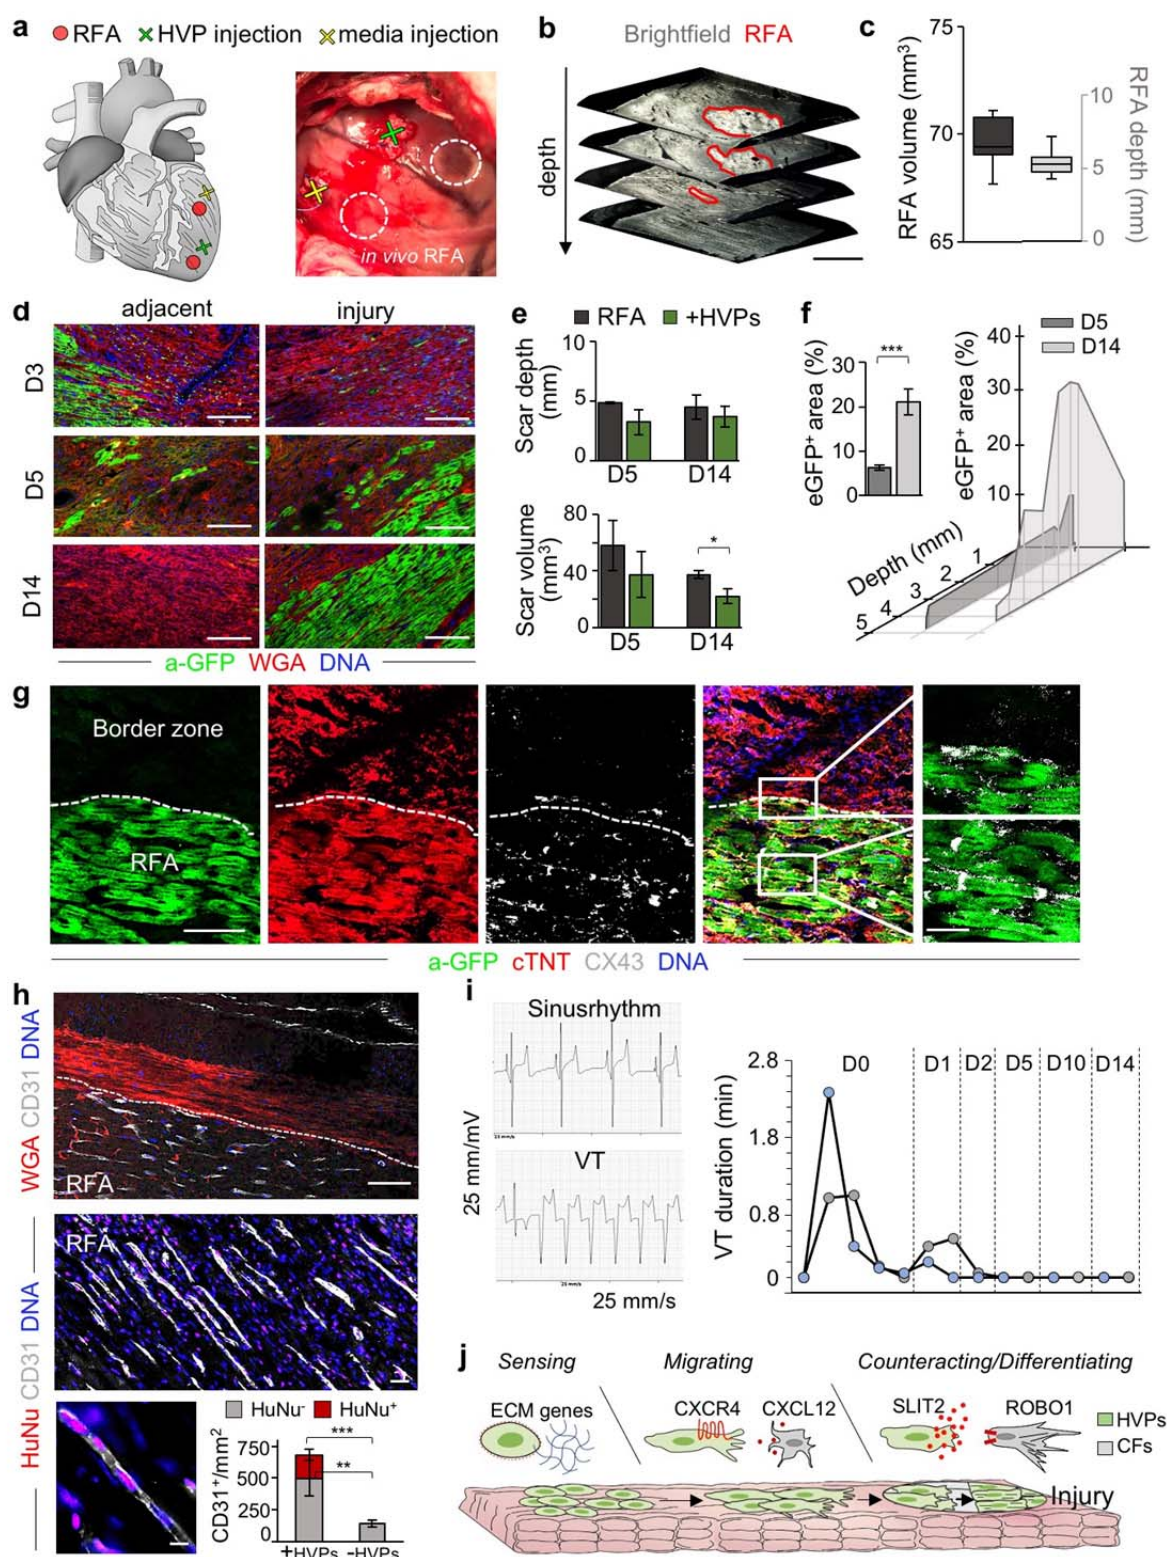 a
RFA HVP injection media injection
in vivo RFA
b
Brightfield RFA
depth
c
RFA volume (mm3)
75
70
65
RFA depth (mm)
10
5
0
d
adjacent injury
D3
D5
D14
a-GFP WGA DNA
e
RFA +HVPs
Scar depth
(mm)
10
5
0
D5 D14
Scar volume
(mm3)
80
40
0
*
D5 D14
f
eGFP+ area (%)
30
20
10
0
***
eGFP+ area (%)
40
30
20
10
D5
D14
Depth (mm)
1
2
3
4
5
g
Border zone
RFA
a-GFP cTNT CX43 DNA
h
WGA CD31 DNA
RFA
HuNu CD31 DNA
RFA
HuNu- HuNu+
CD31+/mm2
750
500
250
0
***
**
+HVPs -HVPs
i
Sinusrhythm
25 mm/s
VT
25 mm/s
25 mm/mV
25 mm/s
VT duration (min)
2.8
1.8
0.8
0
D0 D1 D2 D5 D10 D14
j
Sensing Migrating Counteracting/Differentiating
ECM genes CXCR4 CXCL12 SLIT2 ROBO1
HVPs
CFs
Injury